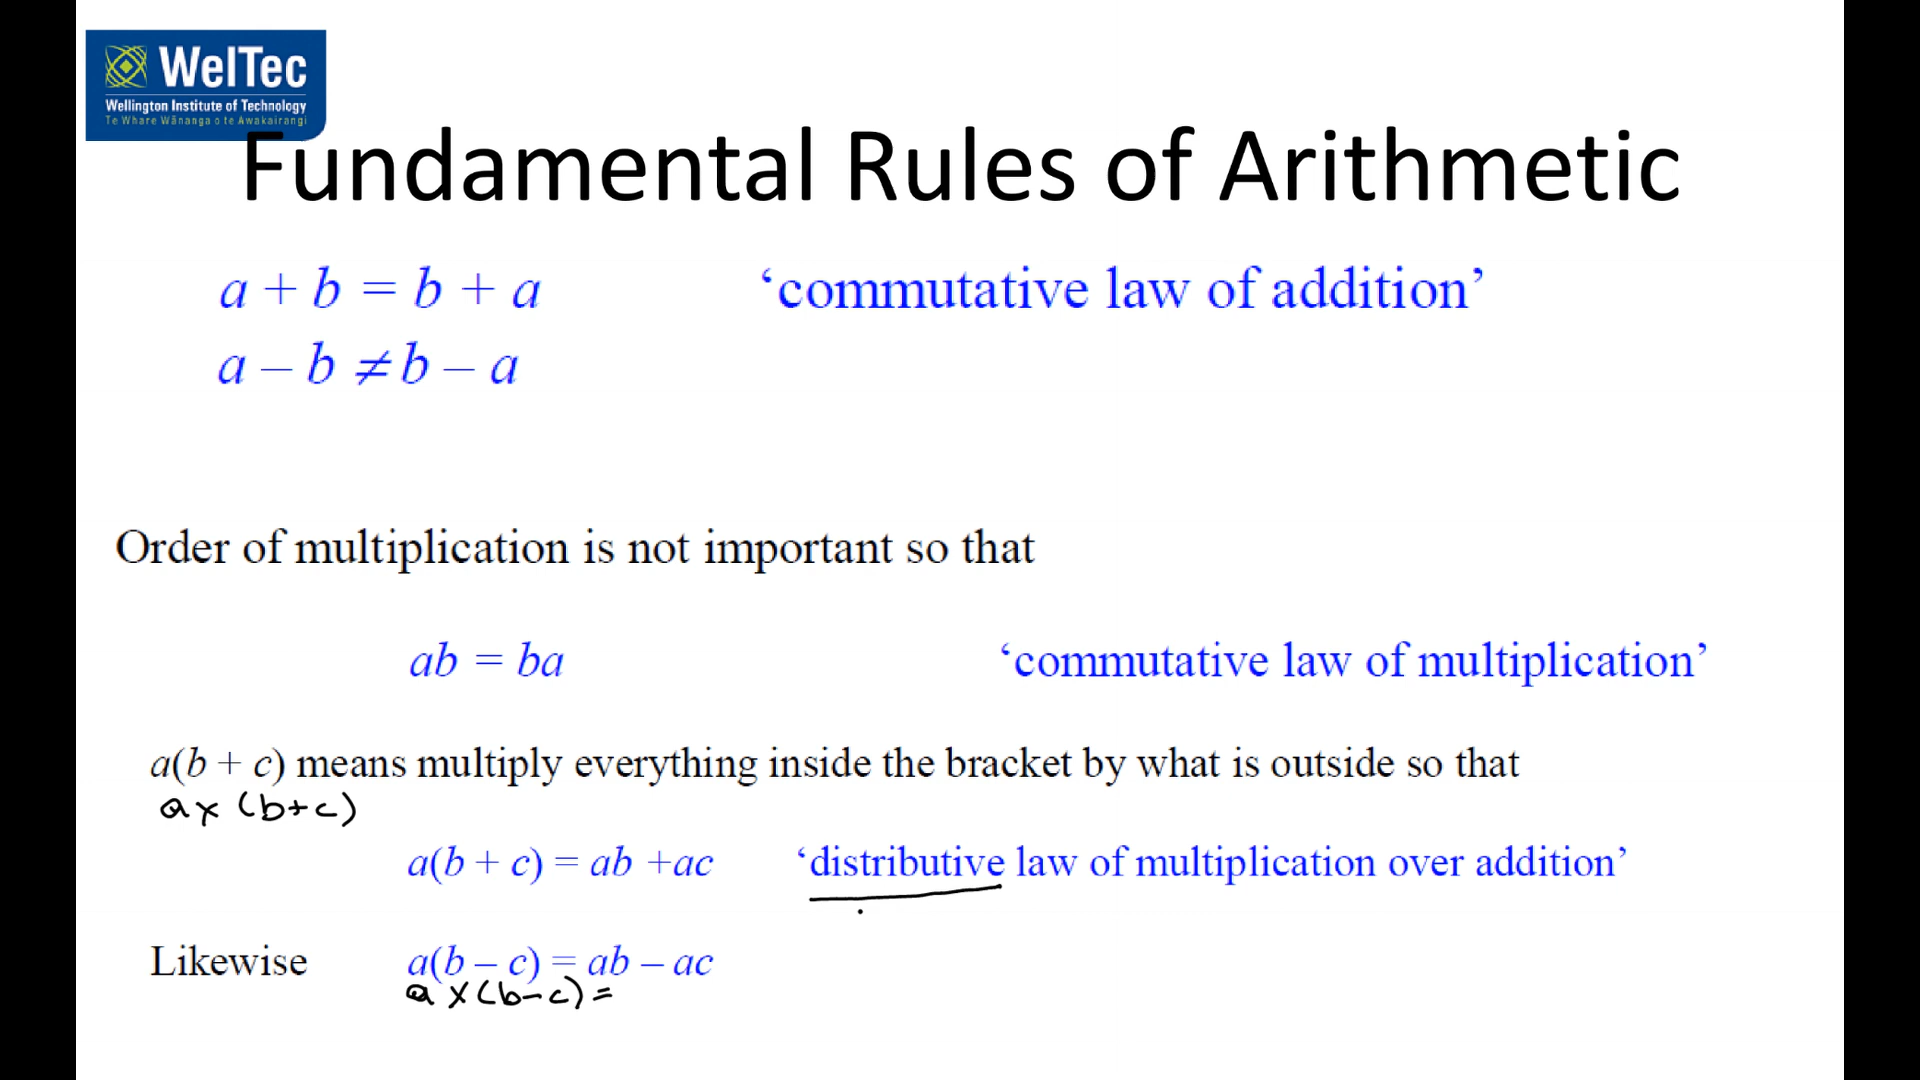 WelTec
Wellington Institute of Technology
Te Whare Wānanga o te Awakairangi
Fundamental Rules of Arithmetic
a + b = b + a ‘commutative law of addition’
a – b ≠ b – a
Order of multiplication is not important so that
ab = ba ‘commutative law of multiplication’
a(b + c) means multiply everything inside the bracket by what is outside so that
a x (b+c)
a(b + c) = ab +ac ‘distributive law of multiplication over addition’
Likewise a(b – c) = ab – ac
a x (b-c) =